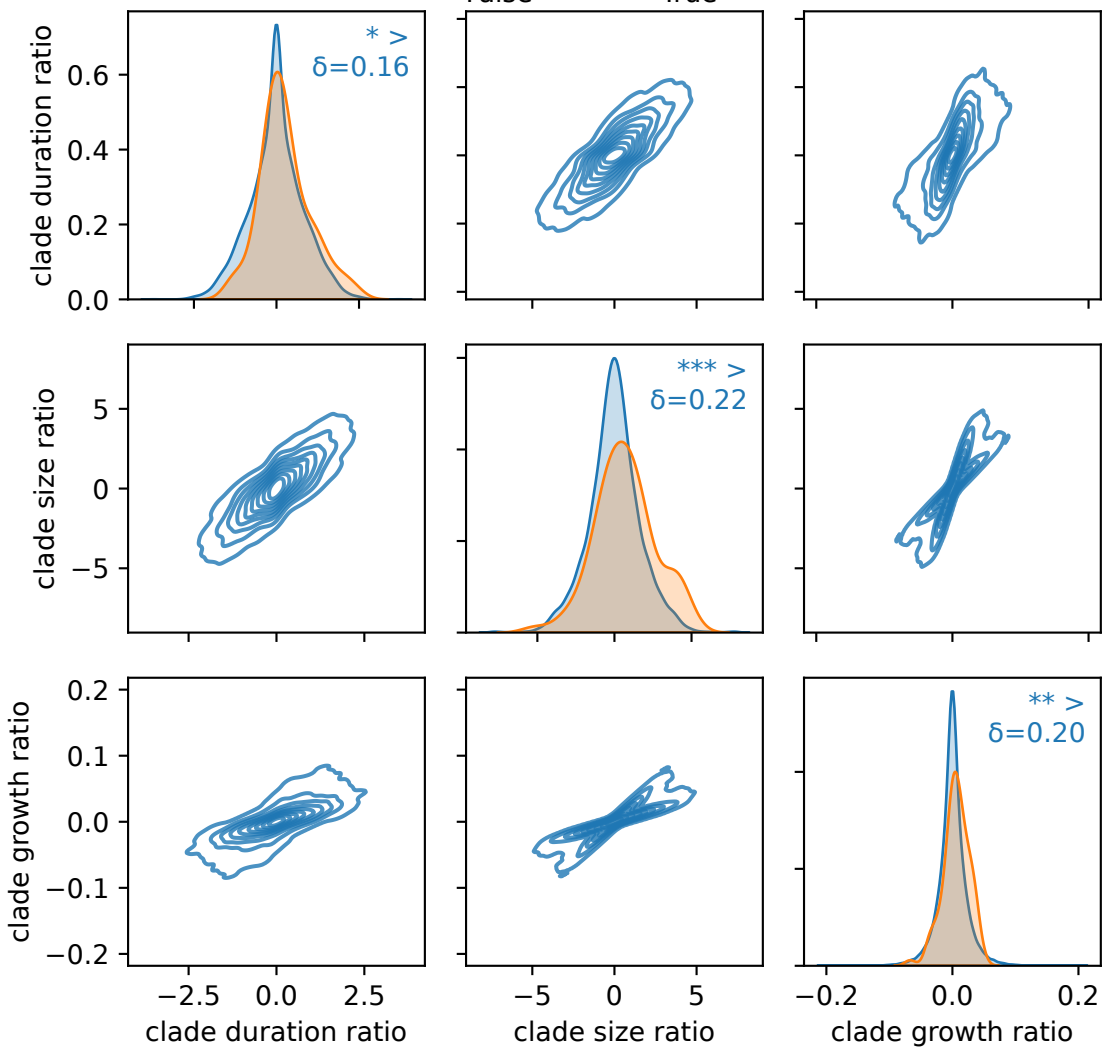 True
clade duration ratio
0.6
0.4
0.2
0.0
* >
δ=0.16
clade size ratio
5
0
−5
*** >
δ=0.22
clade growth ratio
0.2
0.1
0.0
−0.1
−0.2
** >
δ=0.20
−2.5 0.0 2.5
−5 0 5
−0.2 0.0 0.2
clade duration ratio
clade size ratio
clade growth ratio